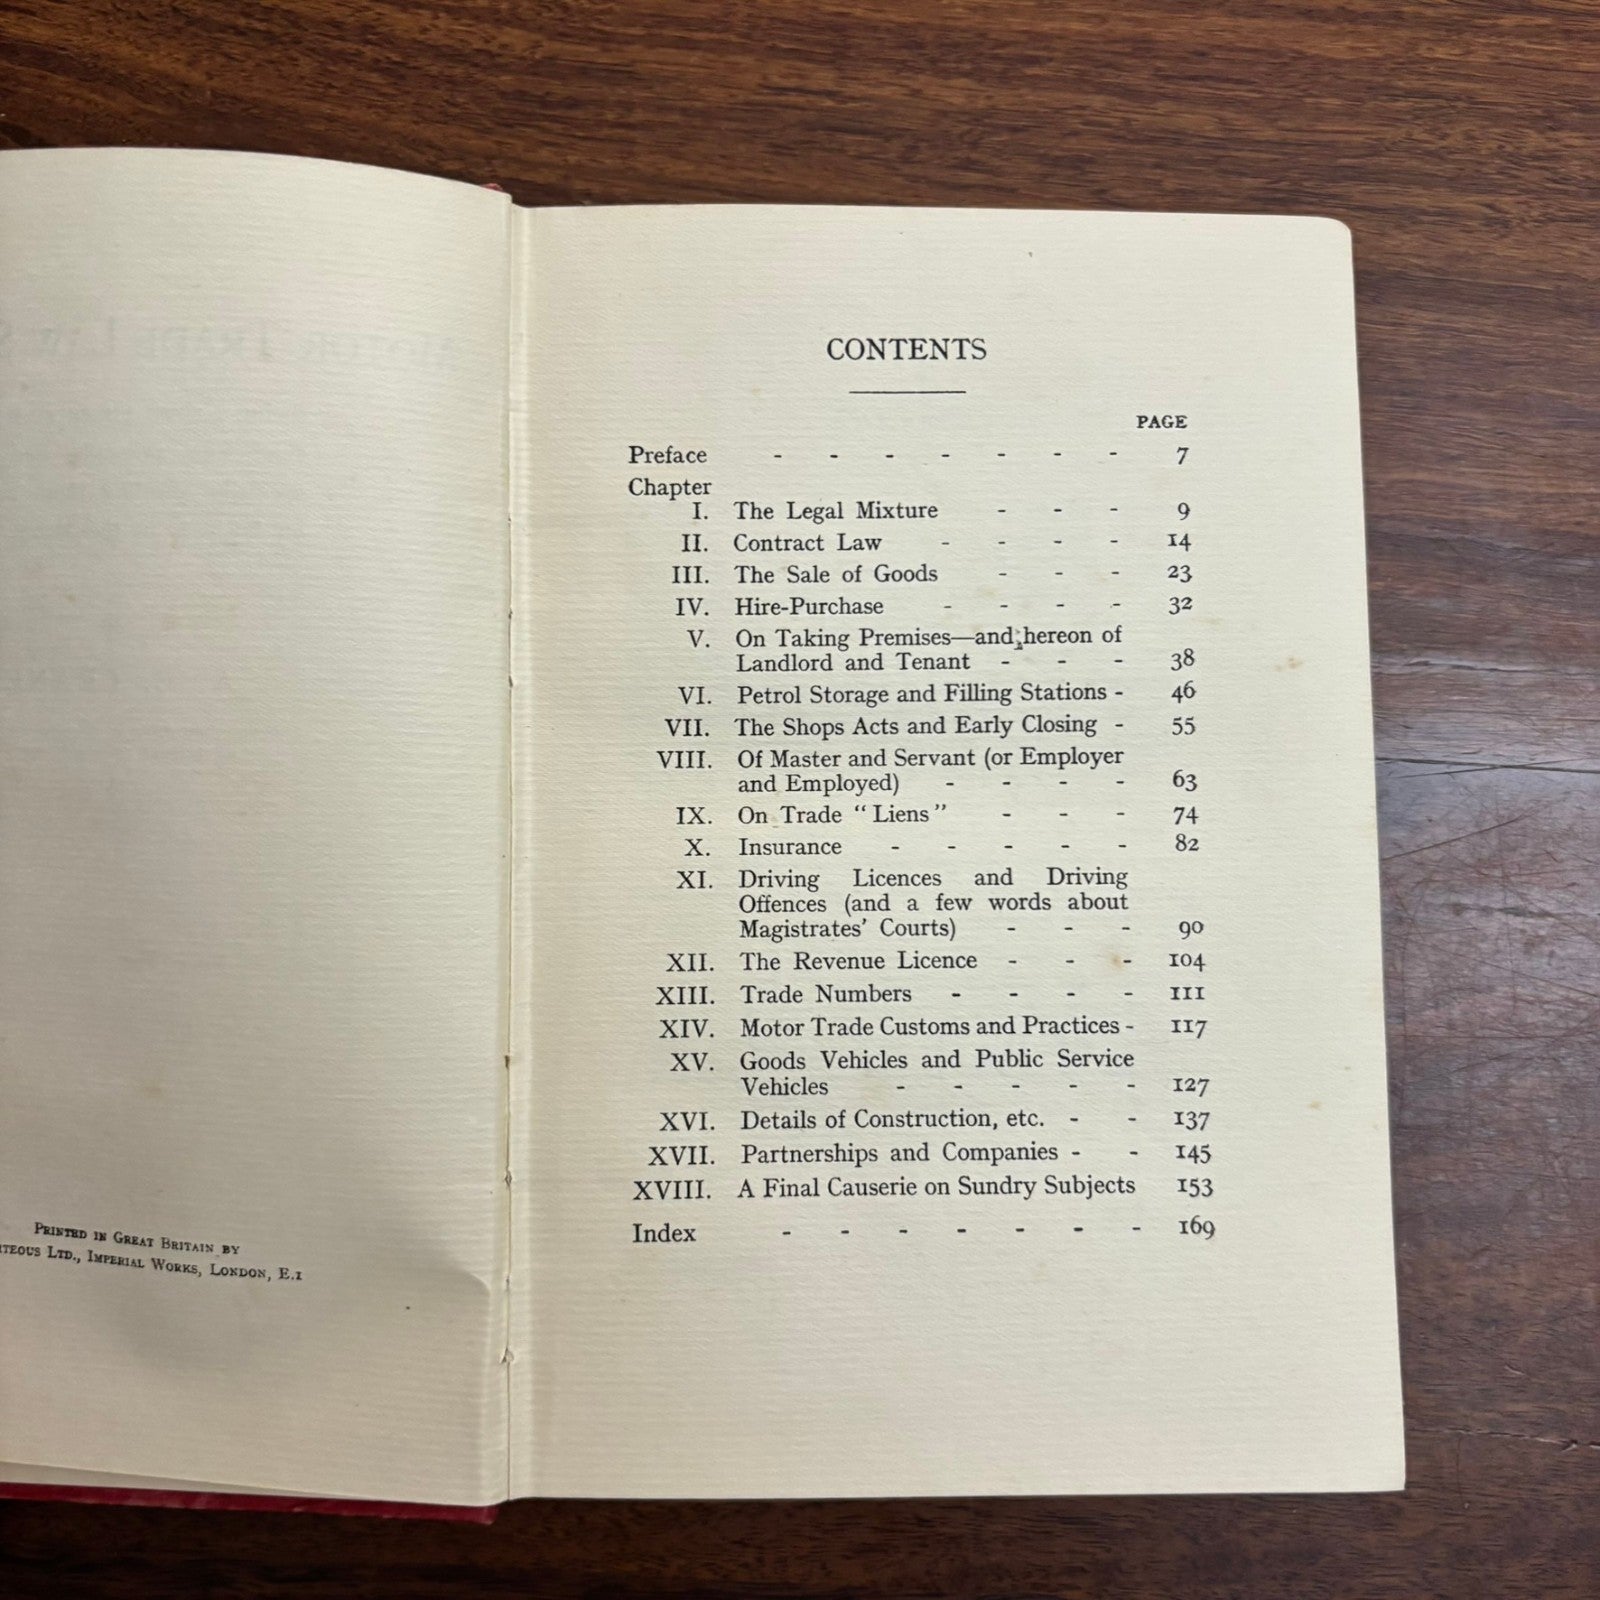 PRINTED IN GREAT BRITAIN BY
LTD., IMPERIAL WORKS, LONDON, E.1
CONTENTS
PAGE
Preface - - - - - - - 7
Chapter
I. The Legal Mixture - - - 9
II. Contract Law - - - - 14
III. The Sale of Goods - - - 23
IV. Hire-Purchase - - - - 32
V. On Taking Premises—and hereon of
Landlord and Tenant - - - 38
VI. Petrol Storage and Filling Stations - 46
VII. The Shops Acts and Early Closing - 55
VIII. Of Master and Servant (or Employer
and Employed) - - - - 63
IX. On Trade “Liens” - - - 74
X. Insurance - - - - - 82
XI. Driving Licences and Driving
Offences (and a few words about
Magistrates' Courts) - - - 90
XII. The Revenue Licence - - - 104
XIII. Trade Numbers - - - - 111
XIV. Motor Trade Customs and Practices - 117
XV. Goods Vehicles and Public Service
Vehicles - - - - - 127
XVI. Details of Construction, etc. - - 137
XVII. Partnerships and Companies - - 145
XVIII. A Final Causerie on Sundry Subjects 153
Index - - - - - - - 169